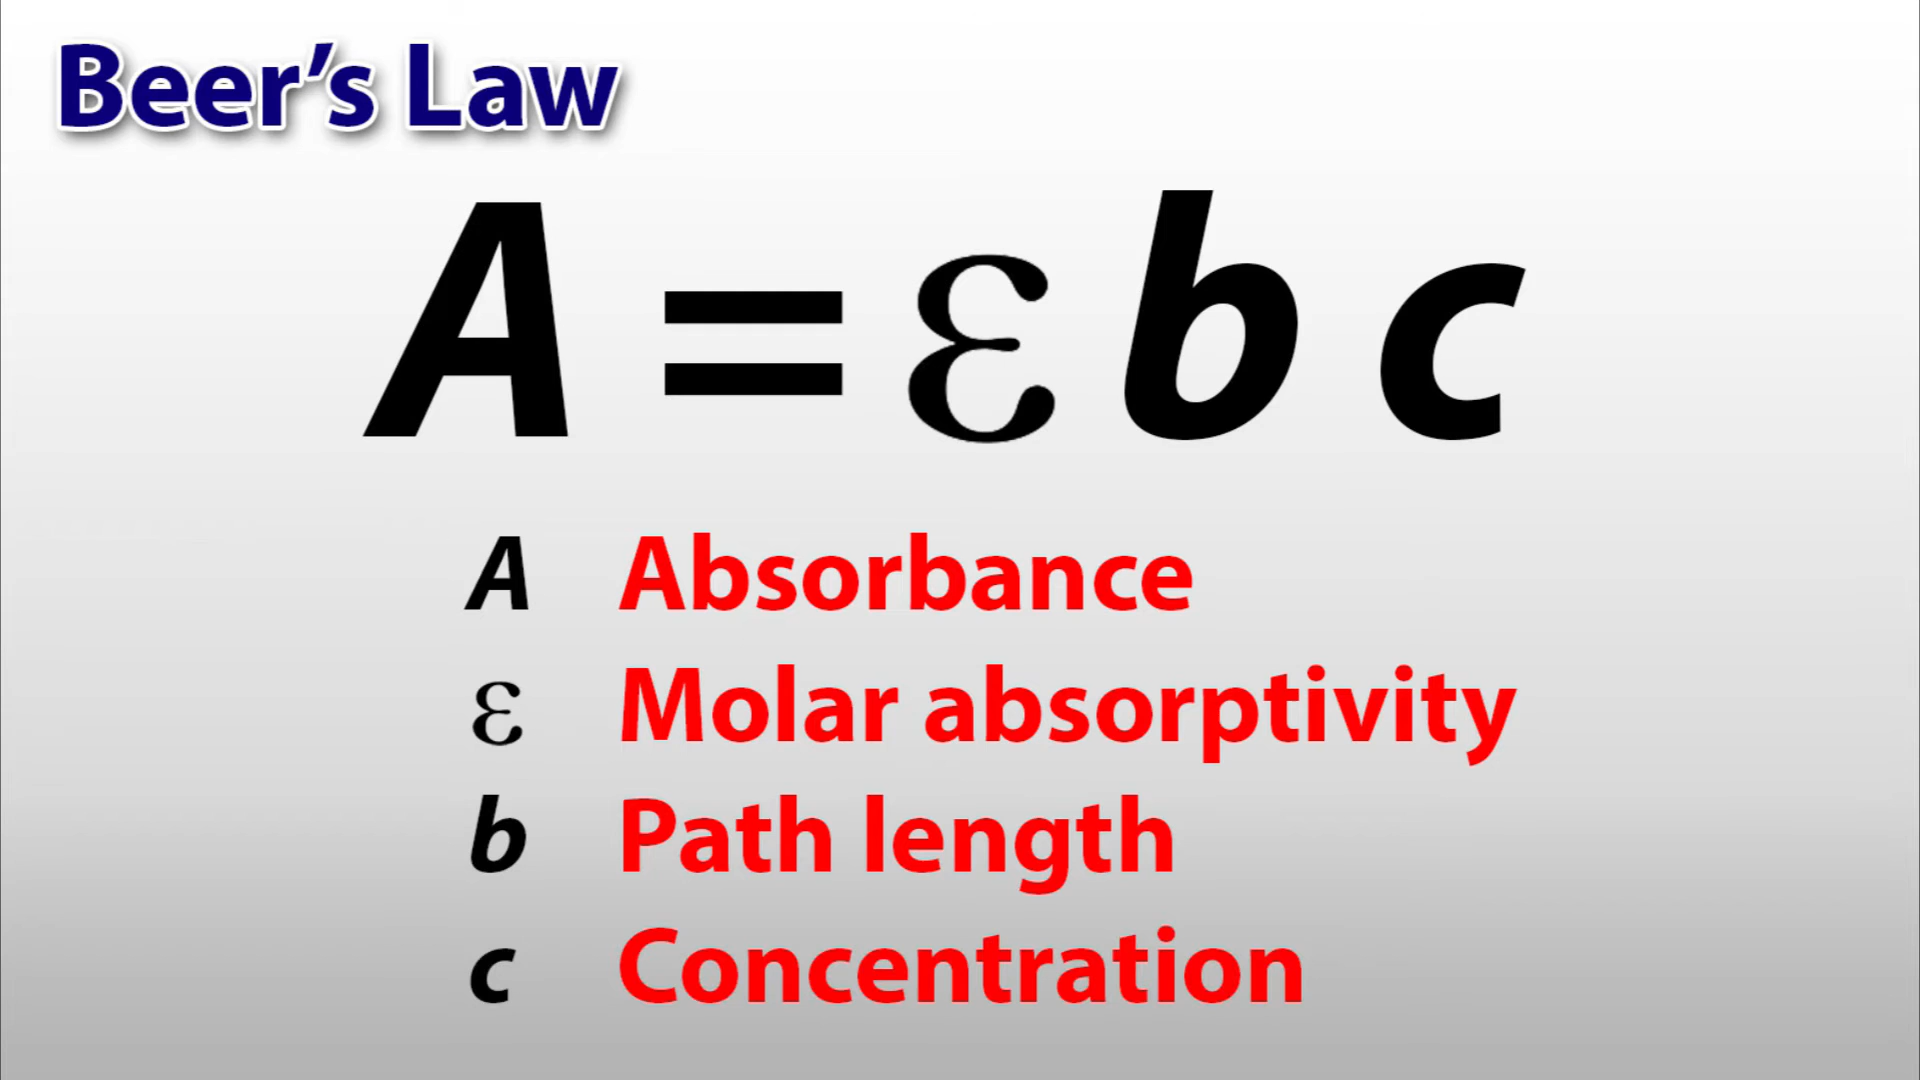 Beer’s Law
A = ε b c
A Absorbance
ε Molar absorptivity
b Path length
c Concentration